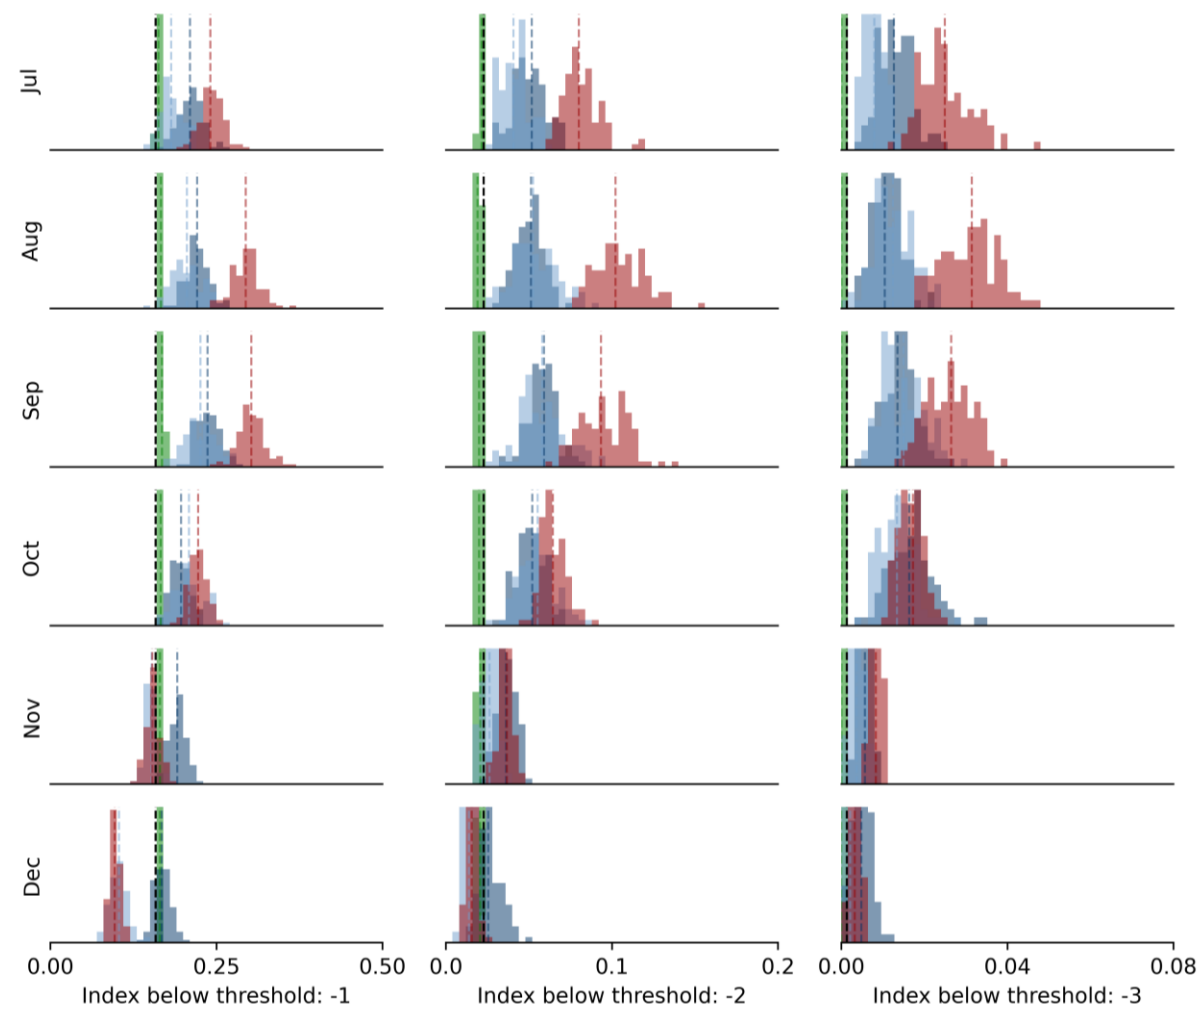 Jul
Aug
Sep
Oct
Nov
Dec
0.00 0.25 0.50 0.0 0.1 0.2 0.00 0.04 0.08
Index below threshold: -1 Index below threshold: -2 Index below threshold: -3